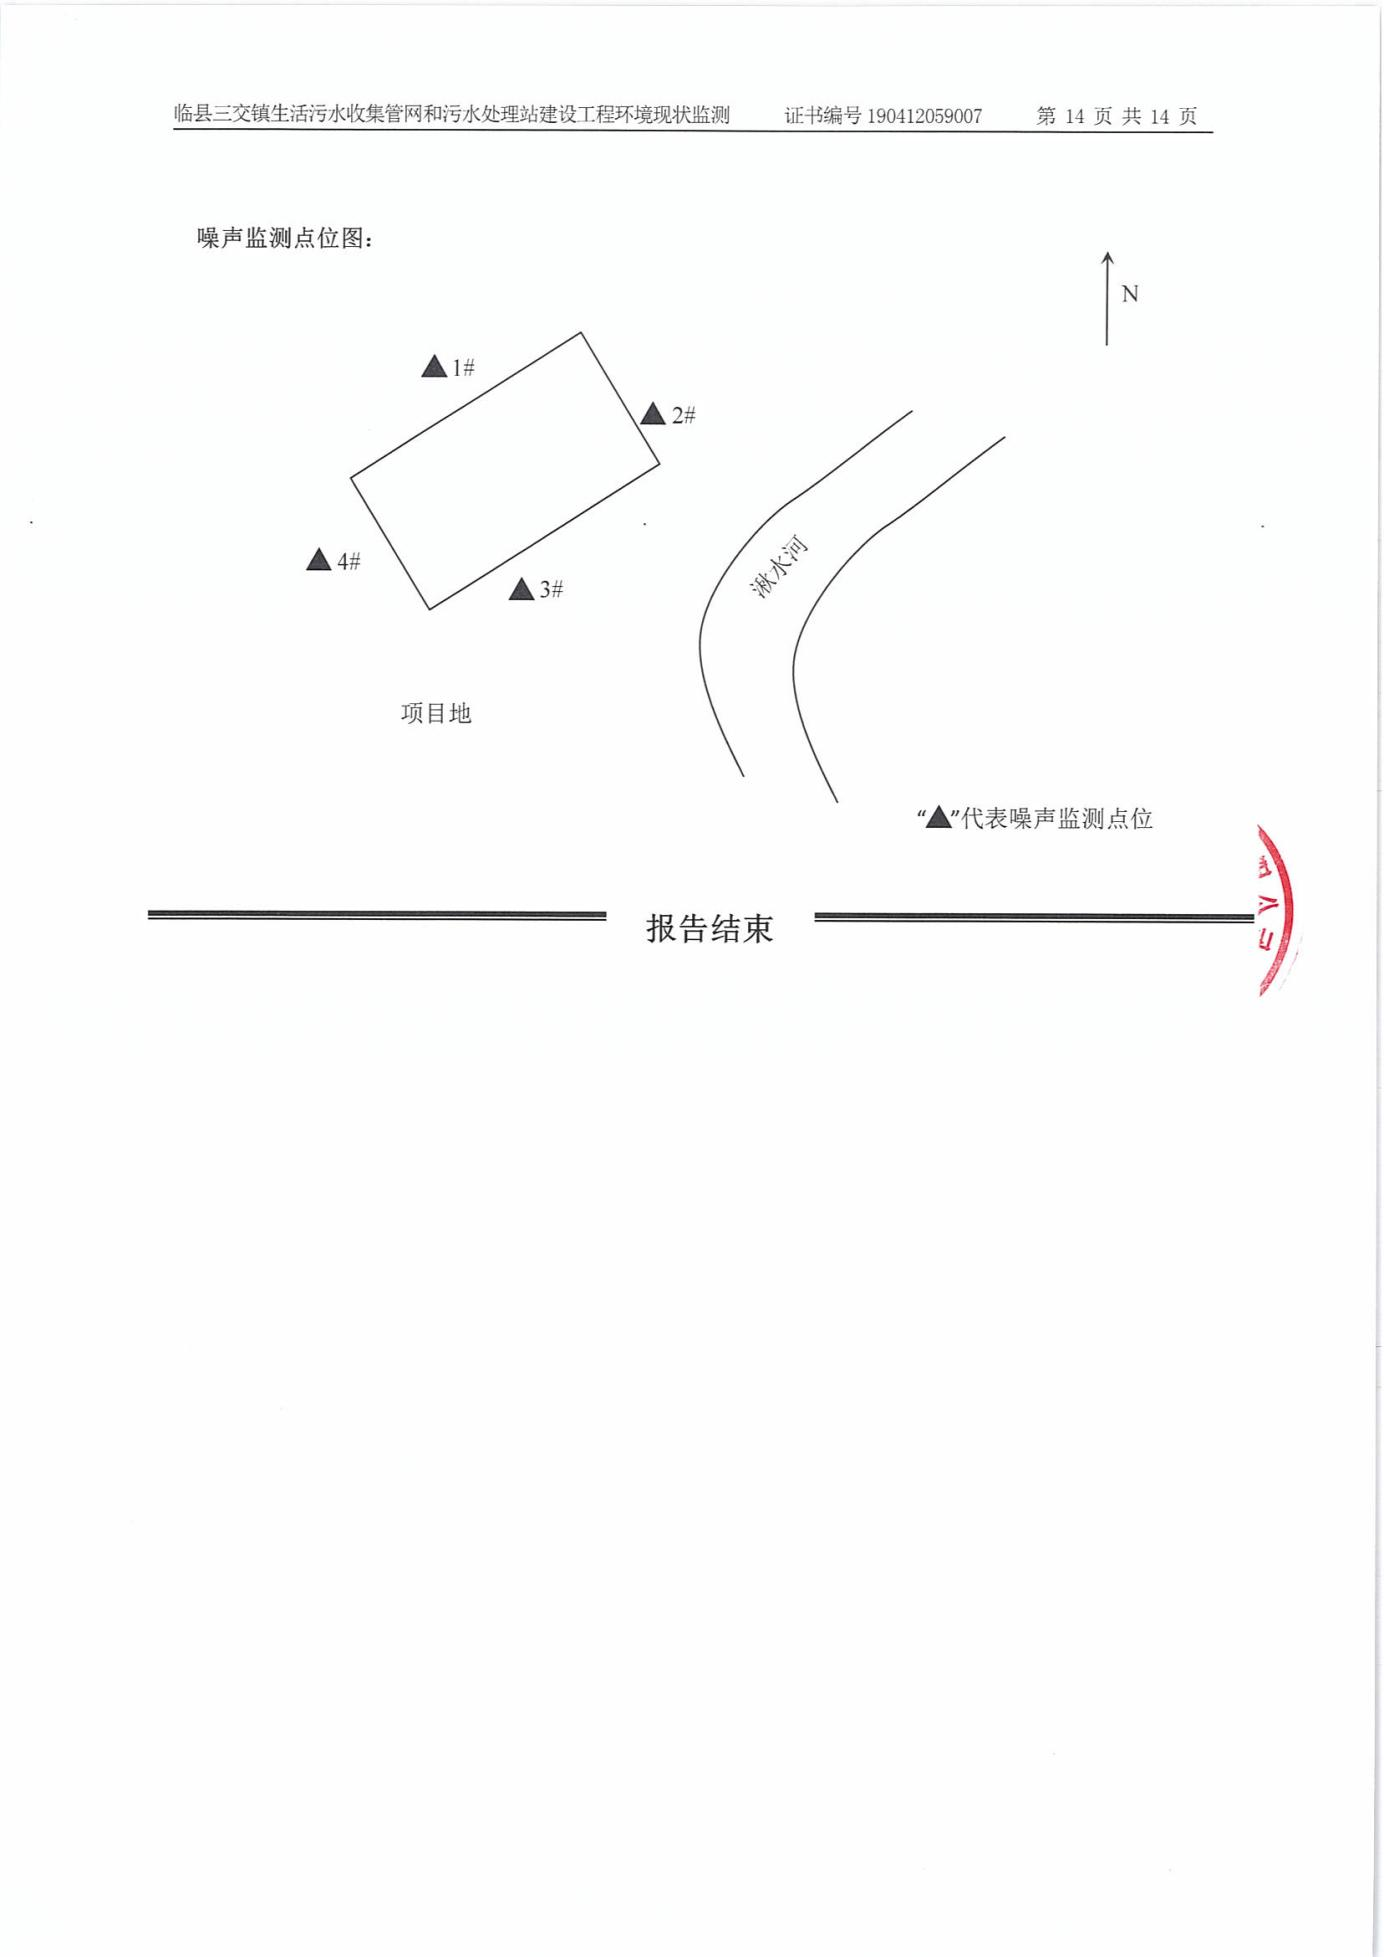 临县三交镇生活污水收集管网和污水处理站建设工程环境现状监测 证书编号 190412059007 第 14 页 共 14 页
噪声监测点位图：
N
▲1#
▲2#
▲4#
▲3#
湫水河
项目地
“▲”代表噪声监测点位
报告结束